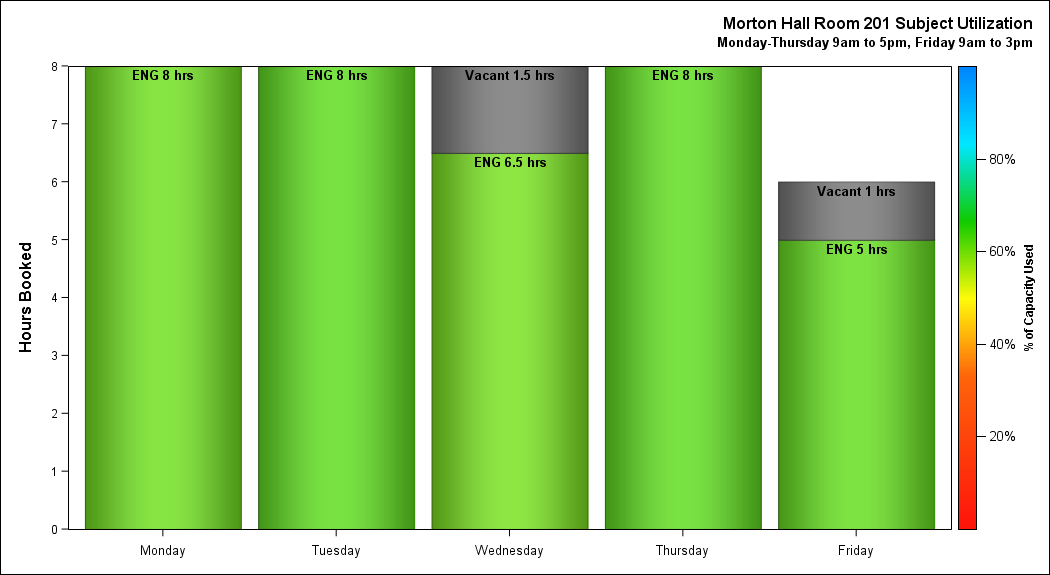 Morton Hall Room 201 Subject Utilization
Monday-Thursday 9am to 5pm, Friday 9am to 3pm
Hours Booked
8
7
6
5
4
3
2
1
0
ENG 8 hrs
ENG 8 hrs
Vacant 1.5 hrs
ENG 6.5 hrs
ENG 8 hrs
Vacant 1 hrs
ENG 5 hrs
Monday
Tuesday
Wednesday
Thursday
Friday
80%
60%
40%
20%
% of Capacity Used